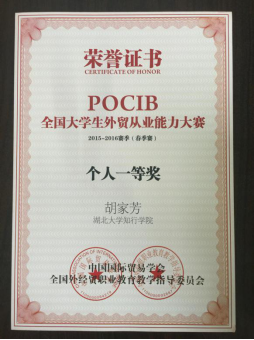 荣誉证书
CERTIFICATE OF HONOR
POCIB
全国大学生外贸从业能力大赛
2015-2016赛季（春季赛）
个人一等奖
胡家芳
湖北大学知行学院
中国国际贸易学会
全国外经贸职业教育教学指导委员会